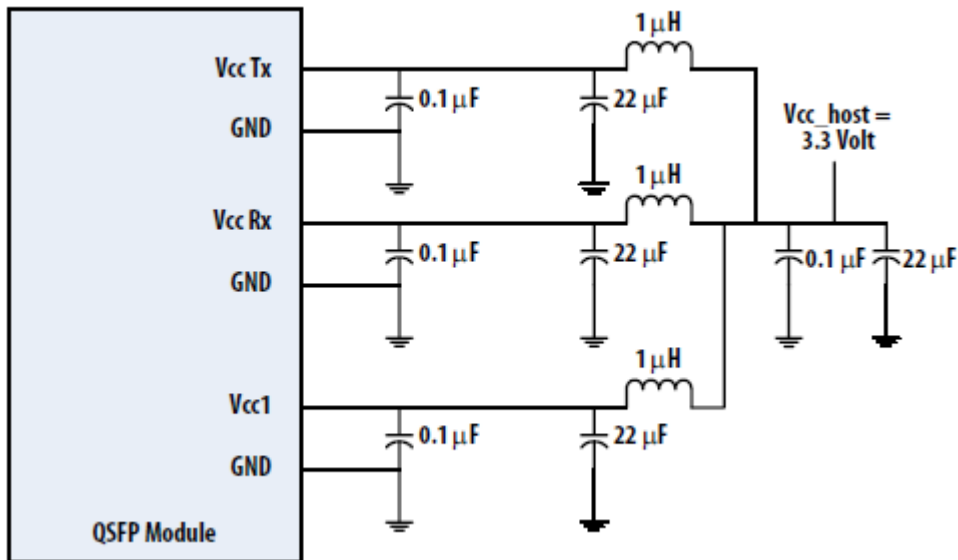 1 μH
Vcc Tx
0.1 μF
22 μF
GND
Vcc_host =
3.3 Volt
1 μH
Vcc Rx
0.1 μF
22 μF
0.1 μF
22 μF
GND
1 μH
Vcc1
0.1 μF
22 μF
GND
QSFP Module